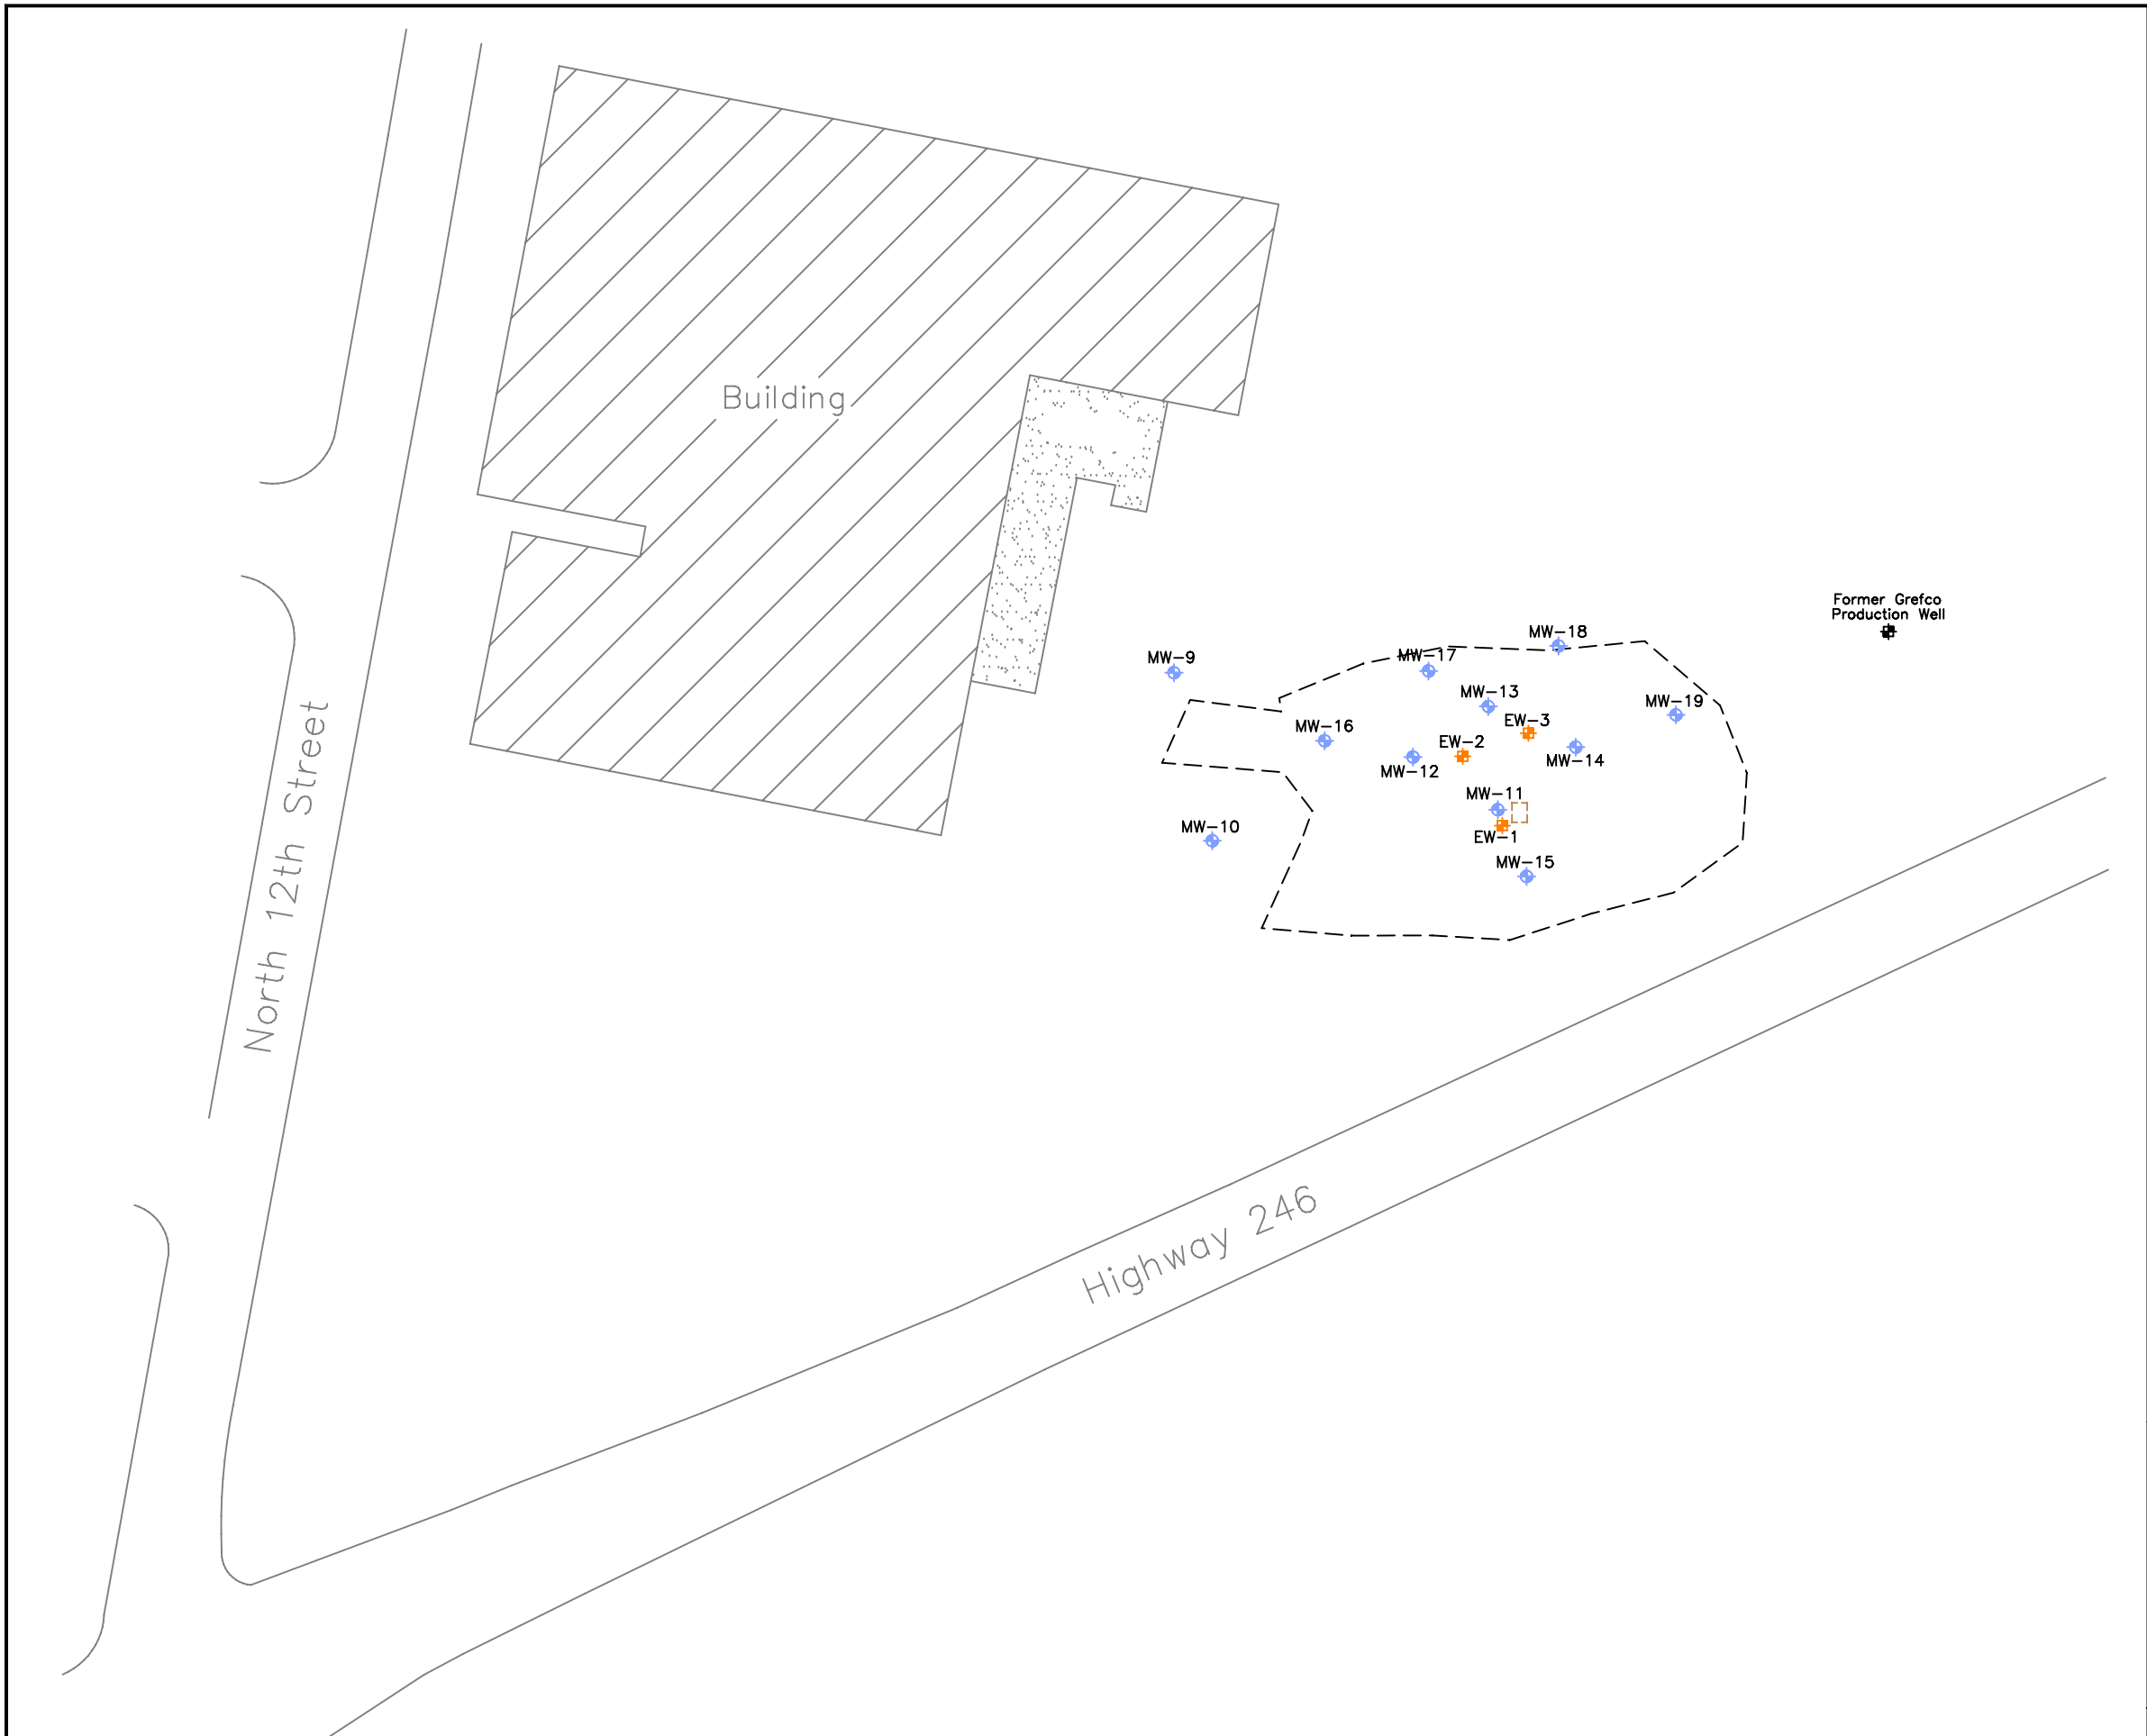 Building
Former Grefco
Production Well
MW-18
MW-17
MW-9
MW-13
MW-19
EW-3
MW-16
EW-2
MW-14
MW-12
MW-11
MW-10
EW-1
MW-15
North 12th Street
Highway 246